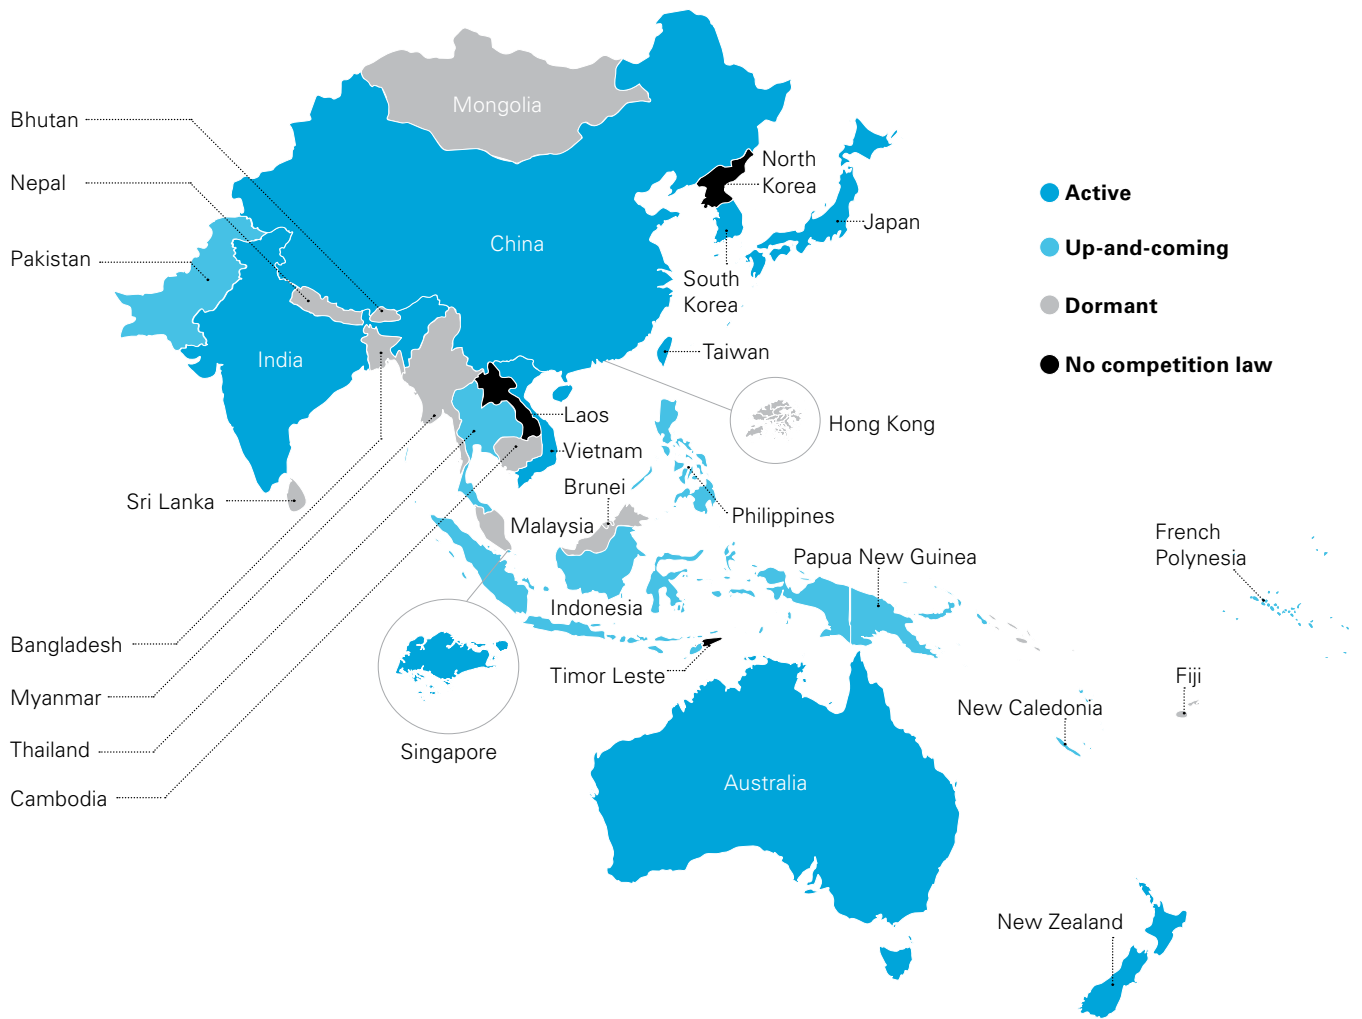 Mongolia
Bhutan
Nepal
Pakistan
China
India
North
Korea
Japan
South
Korea
Taiwan
Active
Up-and-coming
Dormant
No competition law
Hong Kong
Laos
Vietnam
Brunei
Malaysia
Philippines
Sri Lanka
Papua New Guinea
French
Polynesia
Indonesia
Timor Leste
Bangladesh
Myanmar
Thailand
Cambodia
Singapore
Fiji
New Caledonia
Australia
New Zealand